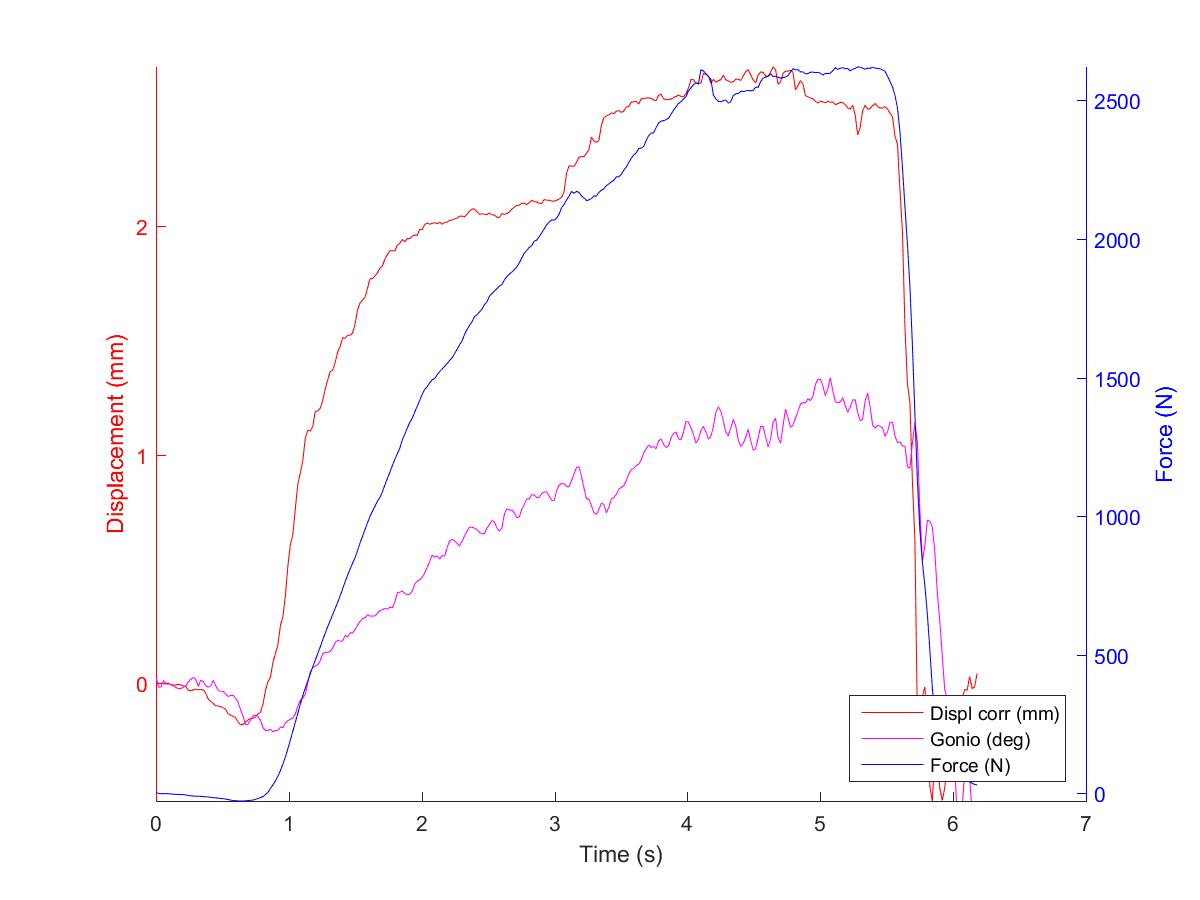 2
1
0
Displacement (mm)
2500
2000
1500
1000
500
0
Force (N)
Displ corr (mm)
Gonio (deg)
Force (N)
0 1 2 3 4 5 6 7
Time (s)